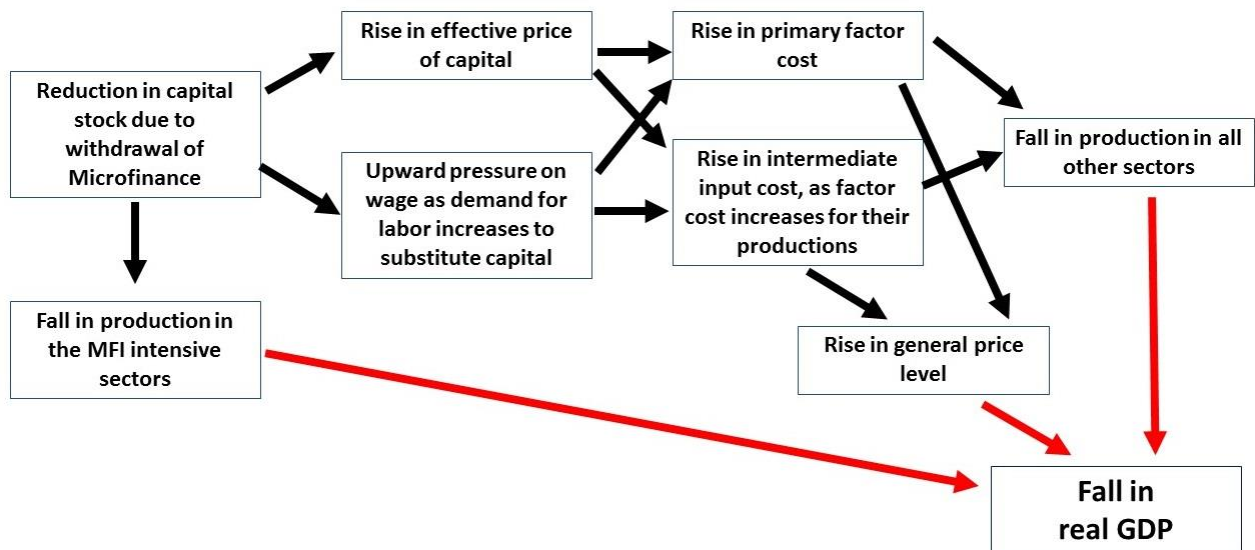 Reduction in capital
stock due to
withdrawal of
Microfinance
Rise in effective price
of capital
Upward pressure on
wage as demand for
labor increases to
substitute capital
Rise in primary factor
cost
Rise in intermediate
input cost, as factor
cost increases for their
productions
Fall in production in all
other sectors
Fall in production in
the MFI intensive
sectors
Rise in general price
level
Fall in
real GDP